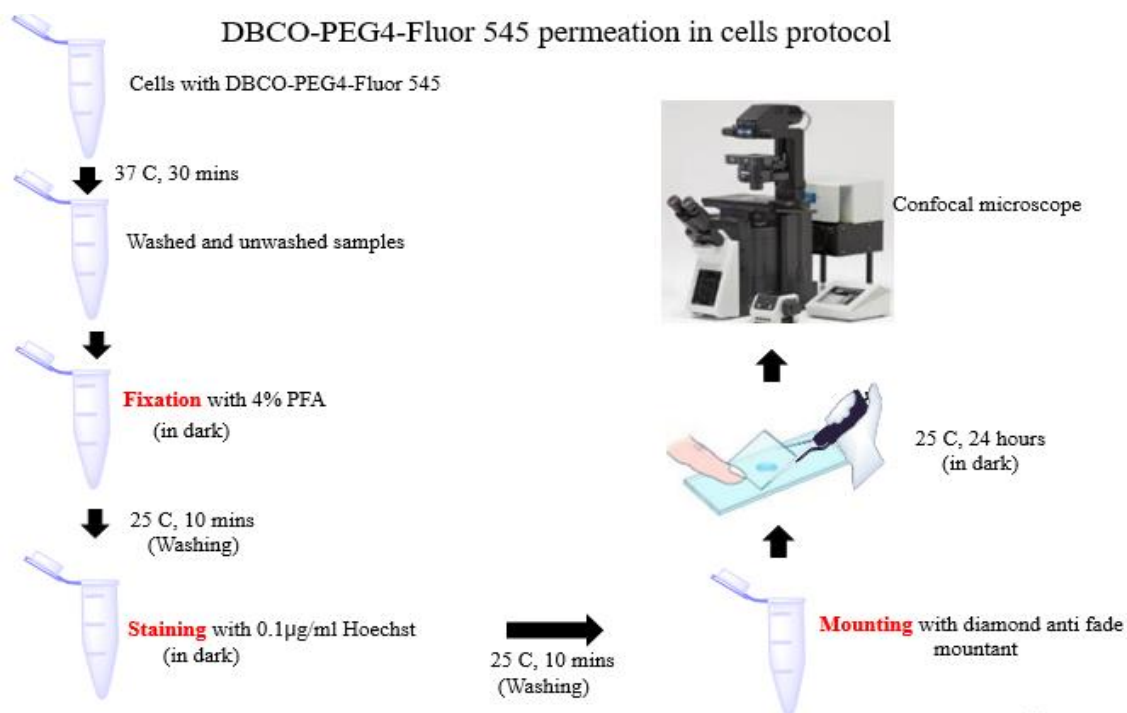 DBCO-PEG4-Fluor 545 permeation in cells protocol
Cells with DBCO-PEG4-Fluor 545
37 C, 30 mins
Washed and unwashed samples
Fixation with 4% PFA
(in dark)
25 C, 10 mins
(Washing)
Staining with 0.1µg/ml Hoechst
(in dark)
25 C, 10 mins
(Washing)
Mounting with diamond anti fade
mountant
25 C, 24 hours
(in dark)
Confocal microscope